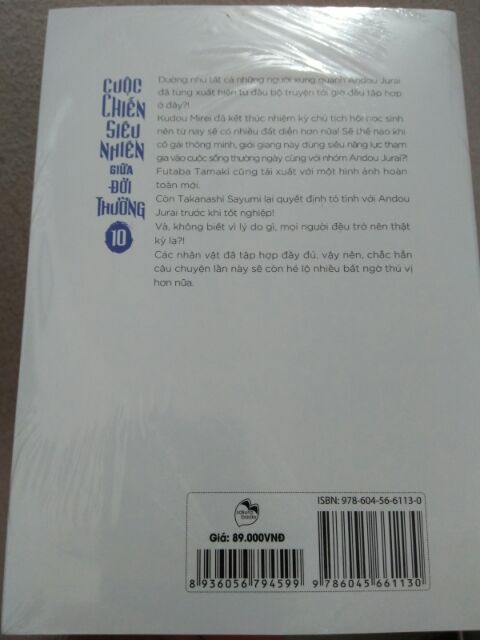 CUỘC
CHIẾN
SIÊU
NHIÊN
GIỮA
ĐỜI
THƯỜNG
10
Dường như tất cả những người xung quanh Andou Jurai
đã từng xuất hiện từ đầu bộ truyện tới giờ đều tập hợp
ở đây?!
Kudou Mirei đã kết thúc nhiệm kỳ chủ tịch hội học sinh
nên từ nay sẽ có nhiều đất diễn hơn nữa! Sẽ thế nào khi
cô gái thông minh, giỏi giang này dùng siêu năng lực tham
gia vào cuộc sống thường ngày cùng với nhóm Andou Jurai?!
Futaba Tamaki cũng tái xuất với một hình ảnh hoàn
toàn mới.
Còn Takanashi Sayumi lại quyết định tỏ tình với Andou
Jurai trước khi tốt nghiệp!
Và, không biết vì lý do gì, mọi người đều trở nên thật
kỳ lạ?!
Các nhân vật đã tập hợp đầy đủ, vậy nên, chắc hẳn
câu chuyện lần này sẽ còn hé lộ nhiều bất ngờ thú vị
hơn nữa.
ISBN: 978-604-56-6113-0
Giá: 89.000VNĐ
8 936056 794599
9 786045 661130